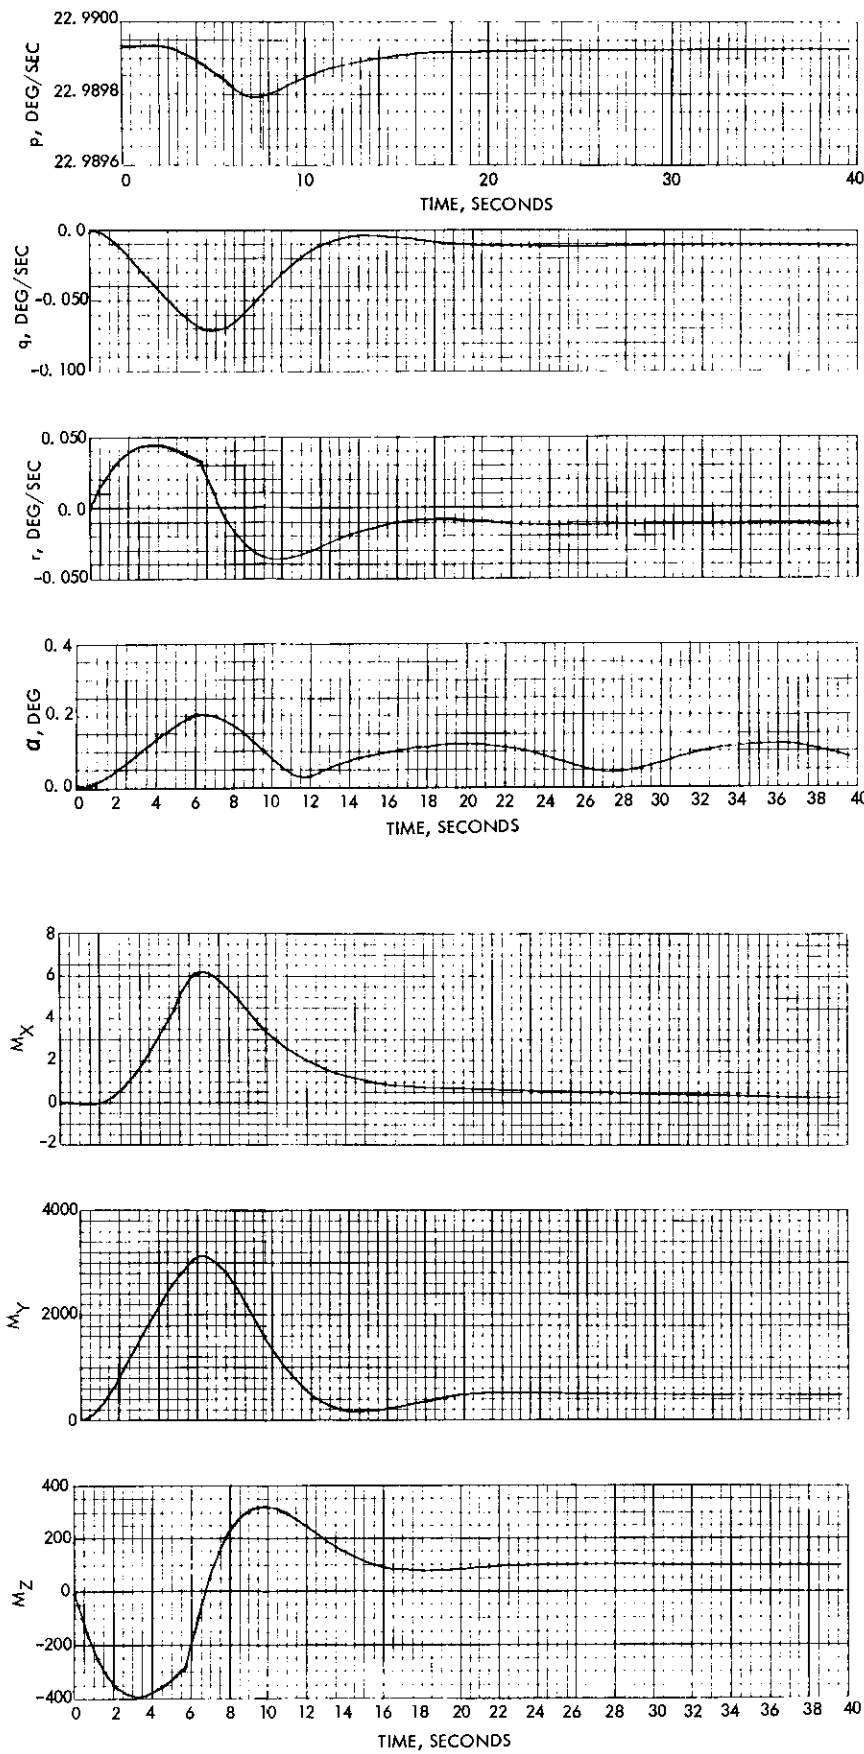 22.9900
22.9898
22.9896
p, DEG/SEC
0 10 20 30 40
TIME, SECONDS
0.0
-0.050
-0.100
q, DEG/SEC
0.050
0.0
-0.050
r, DEG/SEC
0.4
0.2
0.0
α, DEG
0 2 4 6 8 10 12 14 16 18 20 22 24 26 28 30 32 34 36 38 40
TIME, SECONDS
8
6
4
2
0
-2
MX
4000
2000
0
MY
400
200
0
-200
-400
MZ
0 2 4 6 8 10 12 14 16 18 20 22 24 26 28 30 32 34 36 38 40
TIME, SECONDS